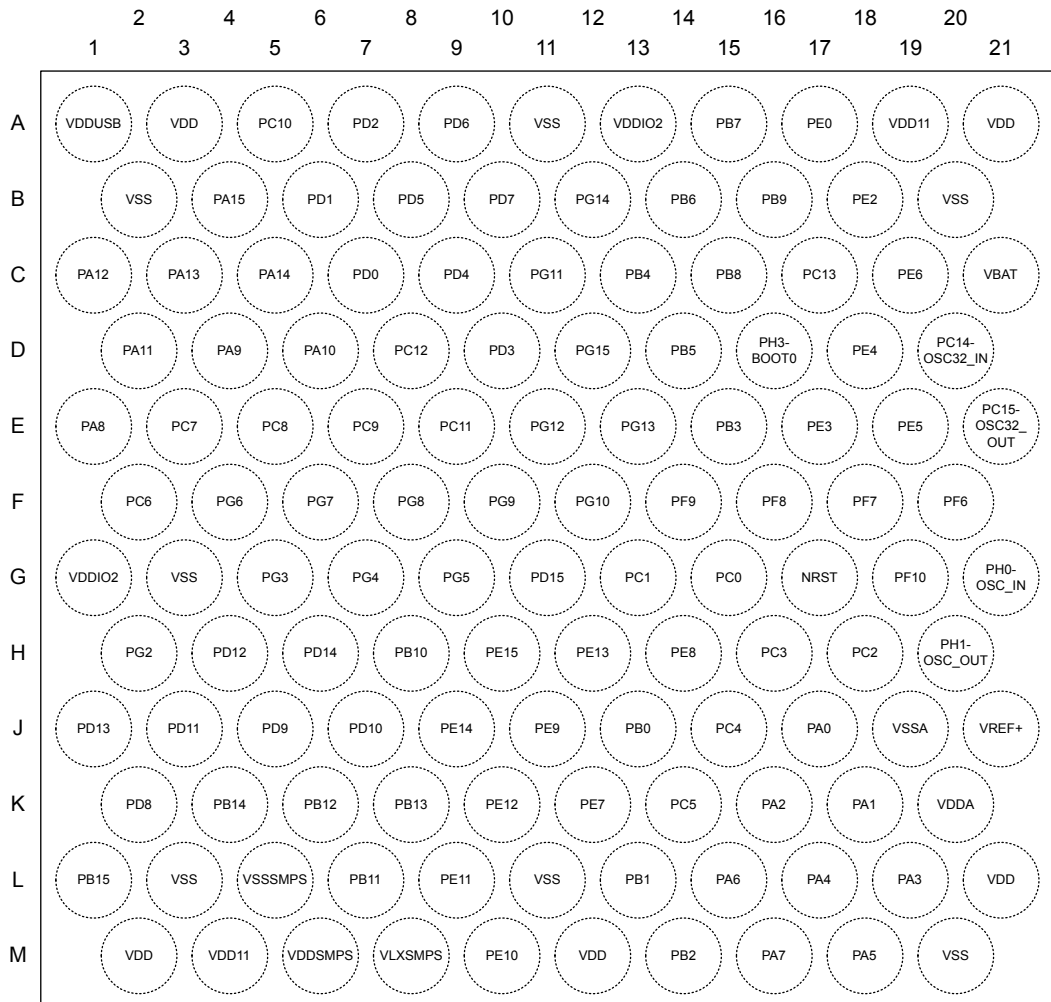 2 4 6 8 10 12 14 16 18 20
1 3 5 7 9 11 13 15 17 19 21
A VDDUSB VDD PC10 PD2 PD6 VSS VDDIO2 PB7 PE0 VDD11 VDD
B VSS PA15 PD1 PD5 PD7 PG14 PB6 PB9 PE2 VSS
C PA12 PA13 PA14 PD0 PD4 PG11 PB4 PB8 PC13 PE6 VBAT
D PA11 PA9 PA10 PC12 PD3 PG15 PB5 PH3-BOOT0 PE4 PC14-OSC32_IN
E PA8 PC7 PC8 PC9 PC11 PG12 PG13 PB3 PE3 PE5 PC15-OSC32_OUT
F PC6 PG6 PG7 PG8 PG9 PG10 PF9 PF8 PF7 PF6
G VDDIO2 VSS PG3 PG4 PG5 PD15 PC1 PC0 NRST PF10 PH0-OSC_IN
H PG2 PD12 PD14 PB10 PE15 PE13 PE8 PC3 PC2 PH1-OSC_OUT
J PD13 PD11 PD9 PD10 PE14 PE9 PB0 PC4 PA0 VSSA VREF+
K PD8 PB14 PB12 PB13 PE12 PE7 PC5 PA2 PA1 VDDA
L PB15 VSS VSSSMPS PB11 PE11 VSS PB1 PA6 PA4 PA3 VDD
M VDD VDD11 VDDSMPS VLXSMPS PE10 VDD PB2 PA7 PA5 VSS